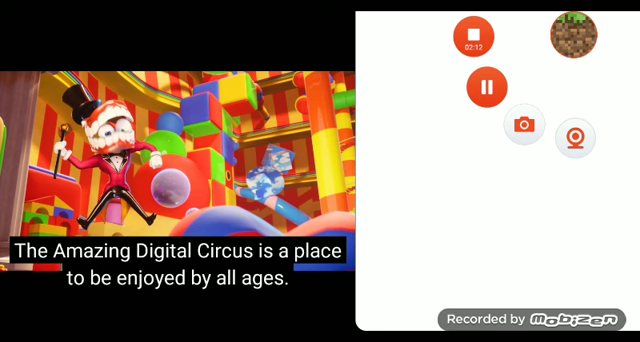 02:12
The Amazing Digital Circus is a place
to be enjoyed by all ages.
Recorded by Mobizen